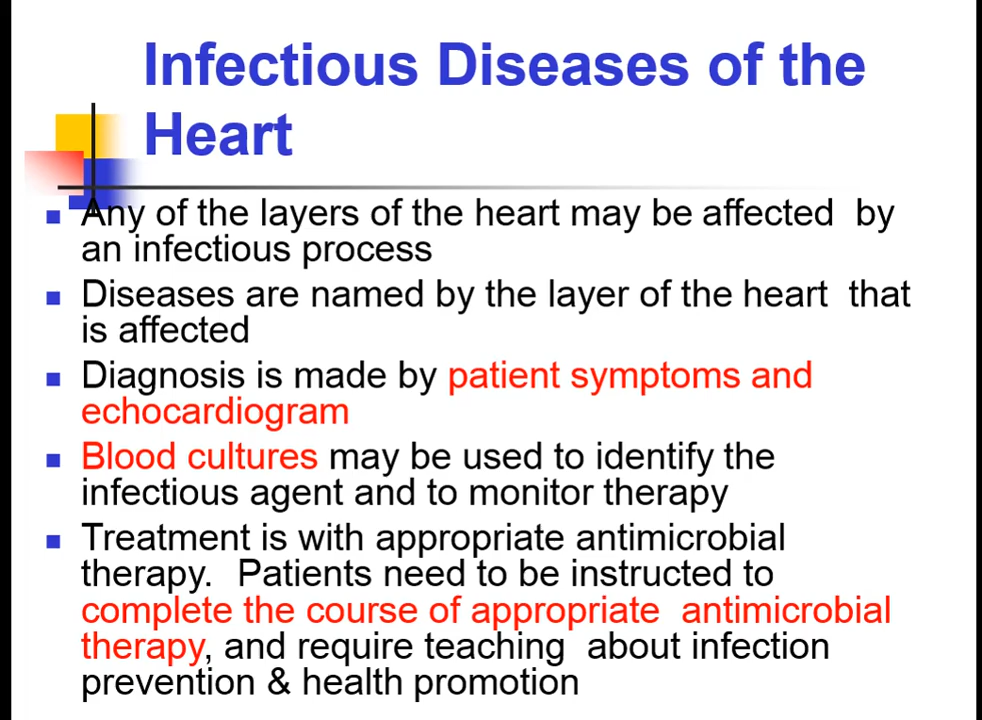 Infectious Diseases of the
Heart
Any of the layers of the heart may be affected by
an infectious process
Diseases are named by the layer of the heart that
is affected
Diagnosis is made by patient symptoms and
echocardiogram
Blood cultures may be used to identify the
infectious agent and to monitor therapy
Treatment is with appropriate antimicrobial
therapy. Patients need to be instructed to
complete the course of appropriate antimicrobial
therapy, and require teaching about infection
prevention & health promotion